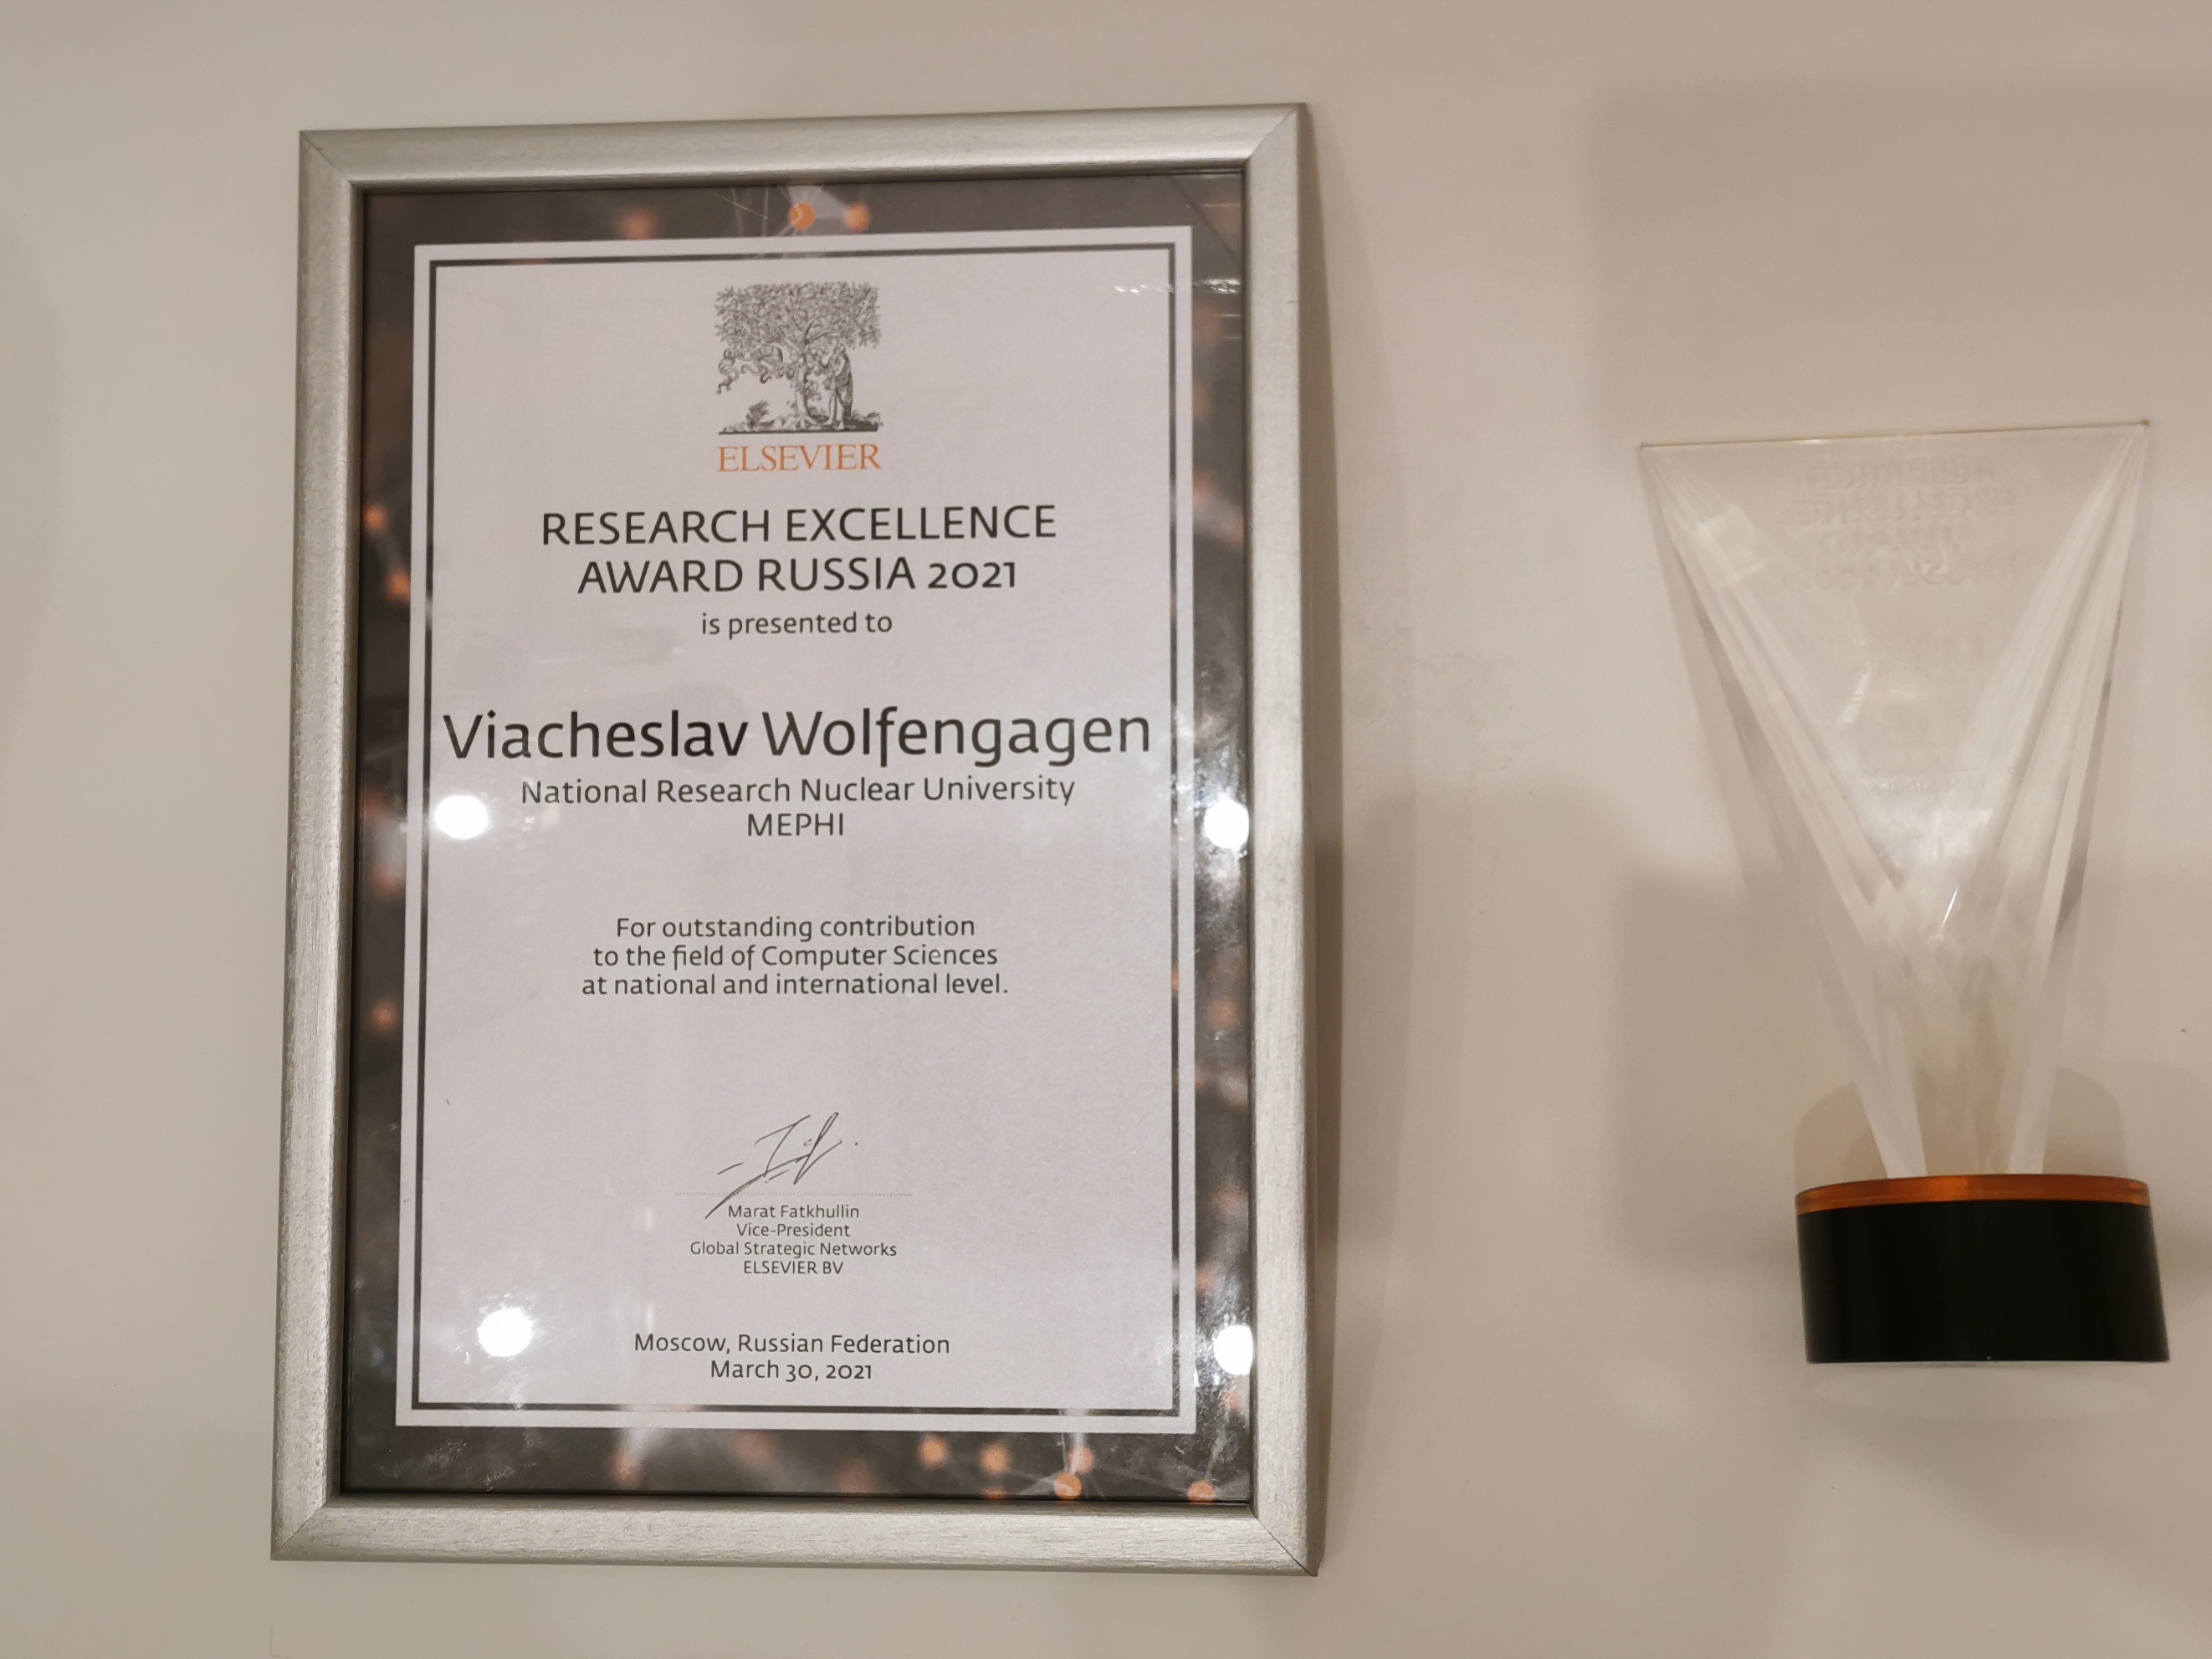 ELSEVIER
RESEARCH EXCELLENCE
AWARD RUSSIA 2021
is presented to
Viacheslav Wolfengagen
National Research Nuclear University
MEPHI
For outstanding contribution
to the field of Computer Sciences
at national and international level.
Marat Fatkhullin
Vice-President
Global Strategic Networks
ELSEVIER BV
Moscow, Russian Federation
March 30, 2021